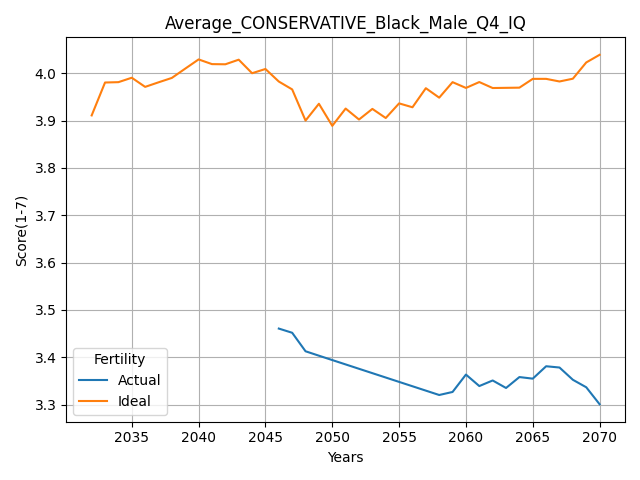 Average_CONSERVATIVE_Black_Male_Q4_IQ
Score(1-7)
4.0
3.9
3.8
3.7
3.6
3.5
3.4
3.3
Fertility
Actual
Ideal
2035 2040 2045 2050 2055 2060 2065 2070
Years